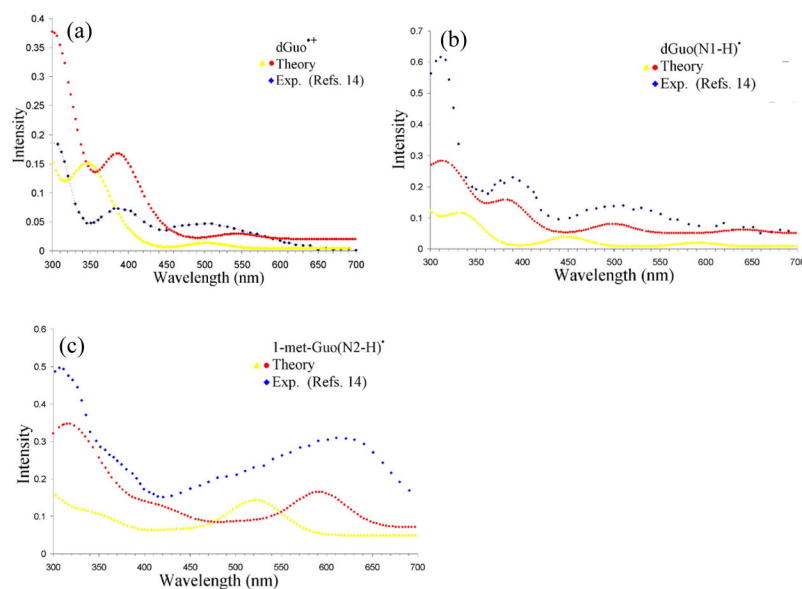 (a)
dGuo•+
Theory
Exp. (Refs. 14)
Intensity
0.4
0.35
0.3
0.25
0.2
0.15
0.1
0.05
0
300 350 400 450 500 550 600 650 700
Wavelength (nm)
(b)
dGuo(N1-H)•
Theory
Exp. (Refs. 14)
Intensity
0.7
0.6
0.5
0.4
0.3
0.2
0.1
0
300 350 400 450 500 550 600 650 700
Wavelength (nm)
(c)
1-met-Guo(N2-H)•
Theory
Exp. (Refs. 14)
Intensity
0.6
0.5
0.4
0.3
0.2
0.1
0
300 350 400 450 500 550 600 650 700
Wavelength (nm)